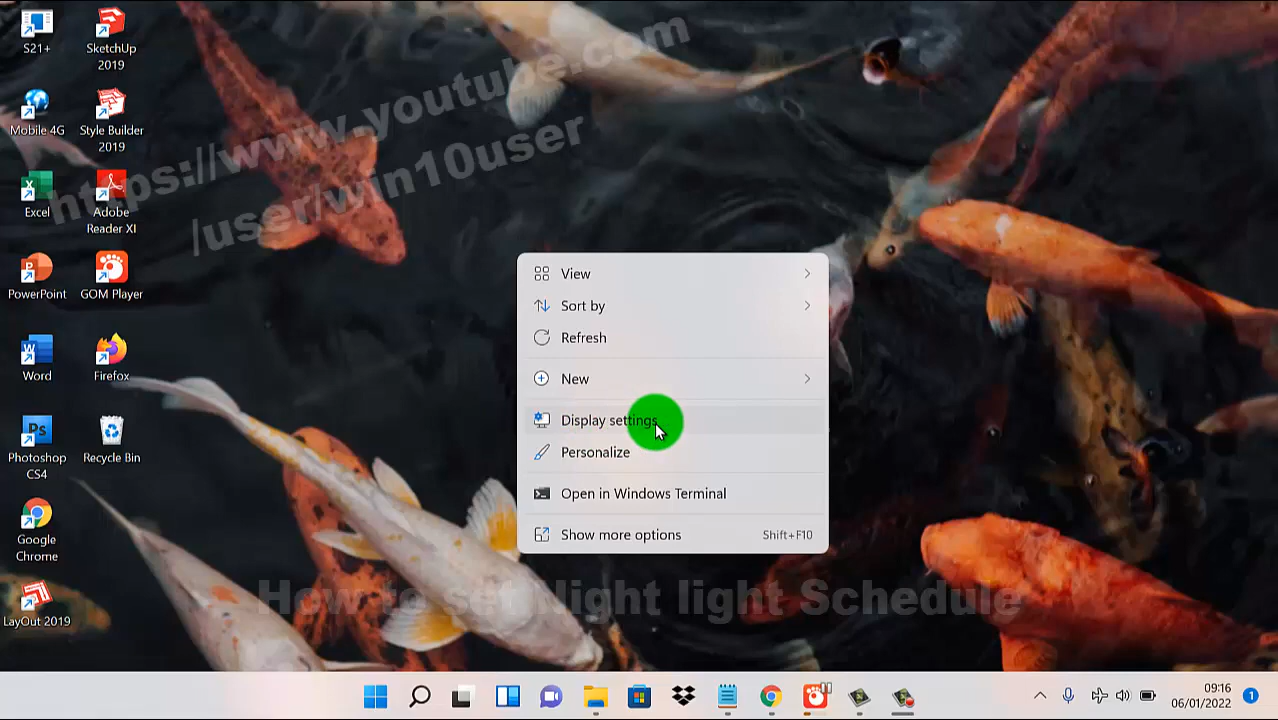 S21+
SketchUp
2019
Mobile 4G
Style Builder
2019
Excel
Adobe
Reader XI
PowerPoint
GOM Player
Word
Firefox
Ps
Photoshop
CS4
Recycle Bin
Google
Chrome
LayOut 2019
https://www.youtube.com
/user/win10user
View
Sort by
Refresh
New
Display settings
Personalize
Open in Windows Terminal
Show more options Shift+F10
How to set Night light Schedule
09:16
06/01/2022
1